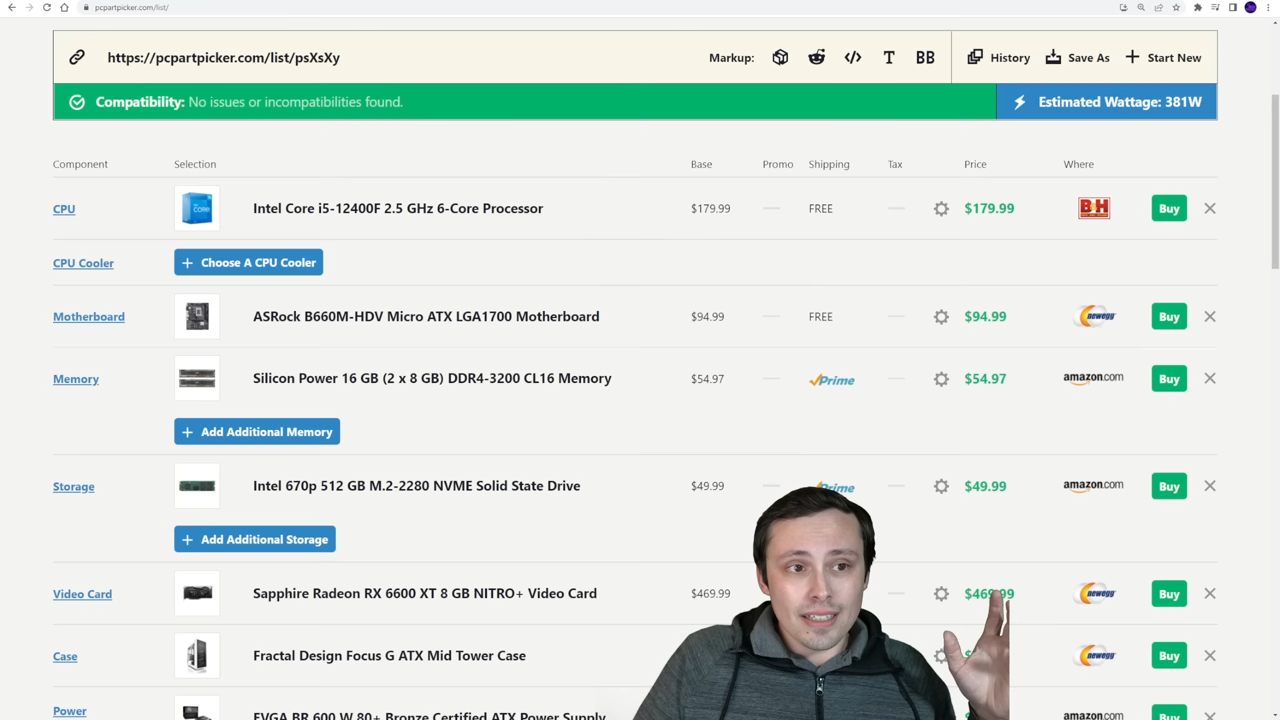 pcpartpicker.com/list/
https://pcpartpicker.com/list/psXsXy
Markup: T BB History Save As Start New
Compatibility: No issues or incompatibilities found. Estimated Wattage: 381W
Component Selection Base Promo Shipping Tax Price Where
CPU Intel Core i5-12400F 2.5 GHz 6-Core Processor $179.99 FREE $179.99 B&H Buy
CPU Cooler + Choose A CPU Cooler
Motherboard ASRock B660M-HDV Micro ATX LGA1700 Motherboard $94.99 FREE $94.99 newegg Buy
Memory Silicon Power 16 GB (2 x 8 GB) DDR4-3200 CL16 Memory $54.97 Prime $54.97 amazon.com Buy
+ Add Additional Memory
Storage Intel 670p 512 GB M.2-2280 NVME Solid State Drive $49.99 Prime $49.99 amazon.com Buy
+ Add Additional Storage
Video Card Sapphire Radeon RX 6600 XT 8 GB NITRO+ Video Card $469.99 $469.99 newegg Buy
Case Fractal Design Focus G ATX Mid Tower Case newegg Buy
Power EVGA BR 600 W 80+ Bronze Certified ATX Power Supply amazon.com Buy